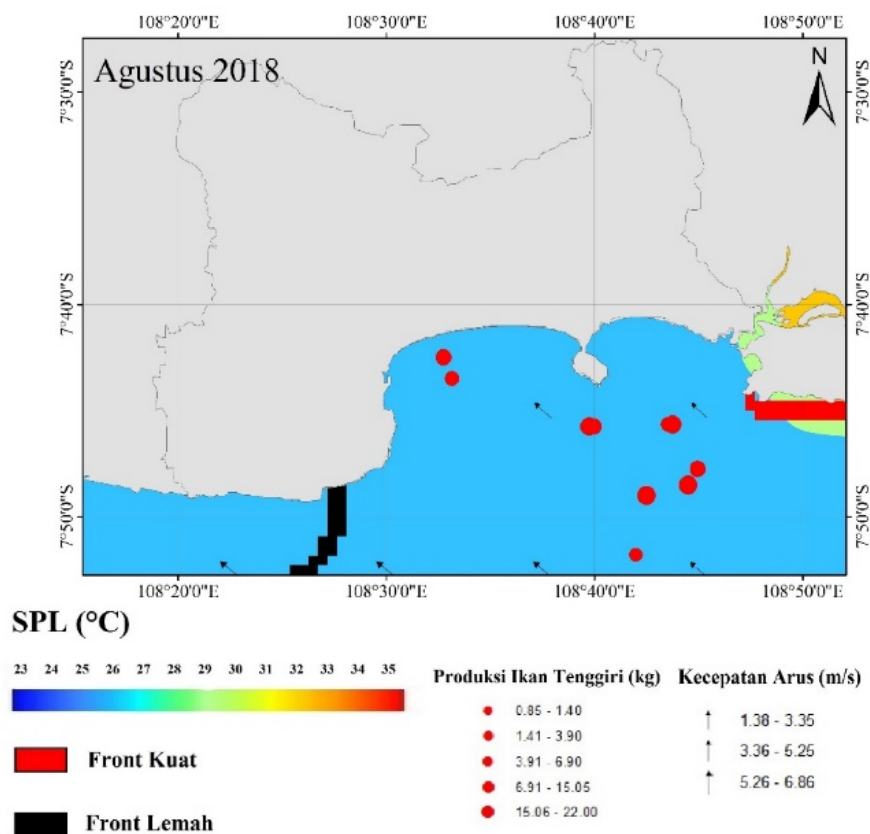 108°20'0"E 108°30'0"E 108°40'0"E 108°50'0"E
Agustus 2018
N
7°30'0"S 7°30'0"S
7°40'0"S 7°40'0"S
7°50'0"S 7°50'0"S
108°20'0"E 108°30'0"E 108°40'0"E 108°50'0"E
SPL (°C)
23 24 25 26 27 28 29 30 31 32 33 34 35
Front Kuat
Front Lemah
Produksi Ikan Tenggiri (kg)
0.85 - 1.40
1.41 - 3.90
3.91 - 6.90
6.91 - 15.05
15.06 - 22.00
Kecepatan Arus (m/s)
1.38 - 3.35
3.36 - 5.25
5.26 - 6.86